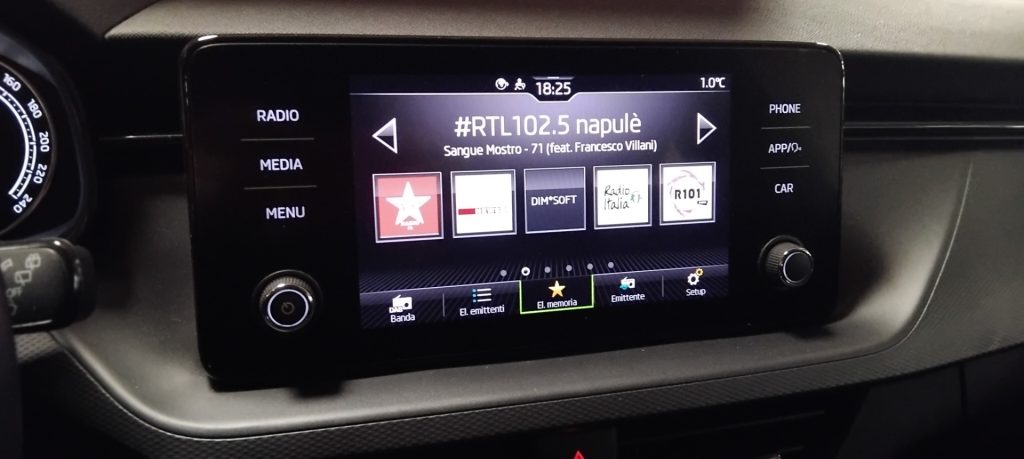 160
180
200
220
240
RADIO
MEDIA
MENU
18:25
1.0°C
#RTL102.5 napulè
Sangue Mostro - 71 (feat. Francesco Villani)
DIM*SOFT
Radio
Italia
R101
DAB
Banda
El. emittenti
El. memoria
Emittente
Setup
PHONE
APP/
CAR